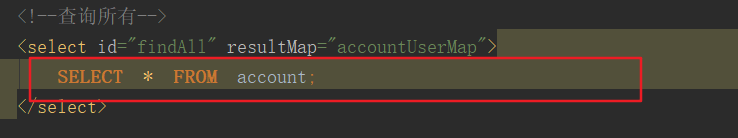 <!--查询所有-->
<select id="findAll" resultMap="accountUserMap">
SELECT * FROM account;
</select>